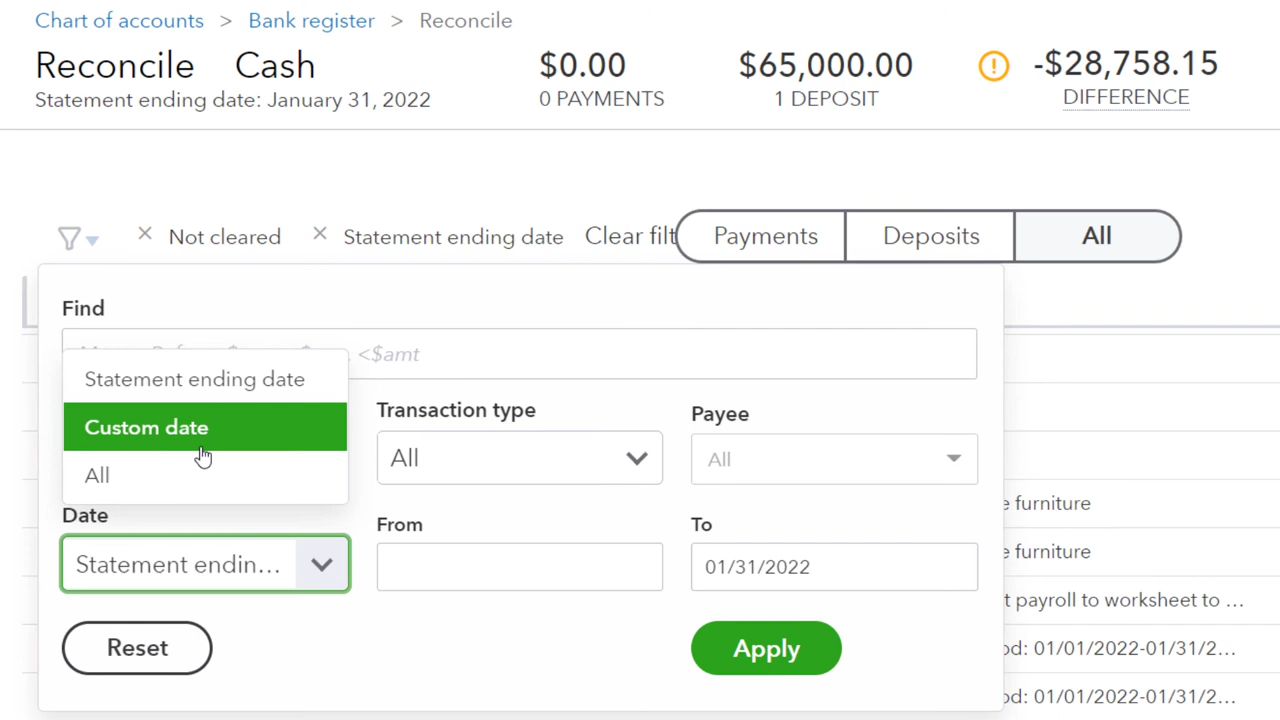 Chart of accounts > Bank register > Reconcile
Reconcile Cash
$0.00
$65,000.00
-$28,758.15
Statement ending date: January 31, 2022
0 PAYMENTS
1 DEPOSIT
DIFFERENCE
Not cleared
Statement ending date
Clear filt
Payments
Deposits
All
Find
<$amt
Statement ending date
Custom date
All
Transaction type
All
Payee
All
Date
Statement endin...
From
To
01/31/2022
Reset
Apply
e furniture
e furniture
t payroll to worksheet to ...
od: 01/01/2022-01/31/2...
od: 01/01/2022-01/31/2...